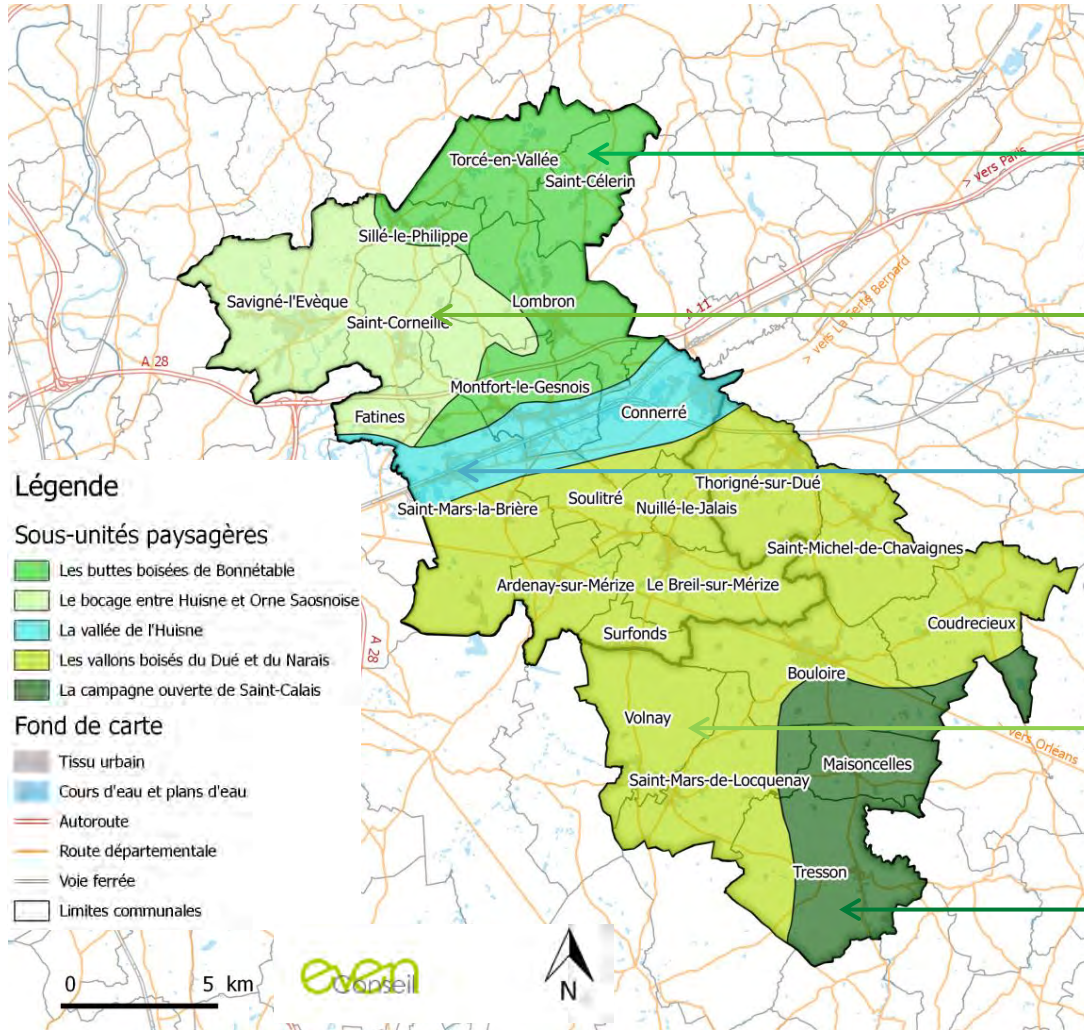 Torcé-en-Vallée
Saint-Célerin
> vers Paris
Sillé-le-Philippe
Savigné-l'Evèque
Lombron
Saint-Corneille
A 11
> vers La Ferte Bernard
A 28
Montfort-le-Gesnois
Fatines
Connerré
Légende
Sous-unités paysagères
Les buttes boisées de Bonnétable
Le bocage entre Huisne et Orne Saosnoise
La vallée de l'Huisne
Les vallons boisés du Dué et du Narais
La campagne ouverte de Saint-Calais
Fond de carte
Tissu urbain
Cours d'eau et plans d'eau
Autoroute
Route départementale
Voie ferrée
Limites communales
Thorigné-sur-Dué
Soulitré
Saint-Mars-la-Brière
Nuillé-le-Jalais
Saint-Michel-de-Chavaignes
Ardenay-sur-Mérize
Le Breil-sur-Mérize
A 28
Surfonds
Coudrecieux
Bouloire
Volnay
> vers Orléans
Maisoncelles
Saint-Mars-de-Locquenay
Tresson
0 5 km
even
Conseil
N